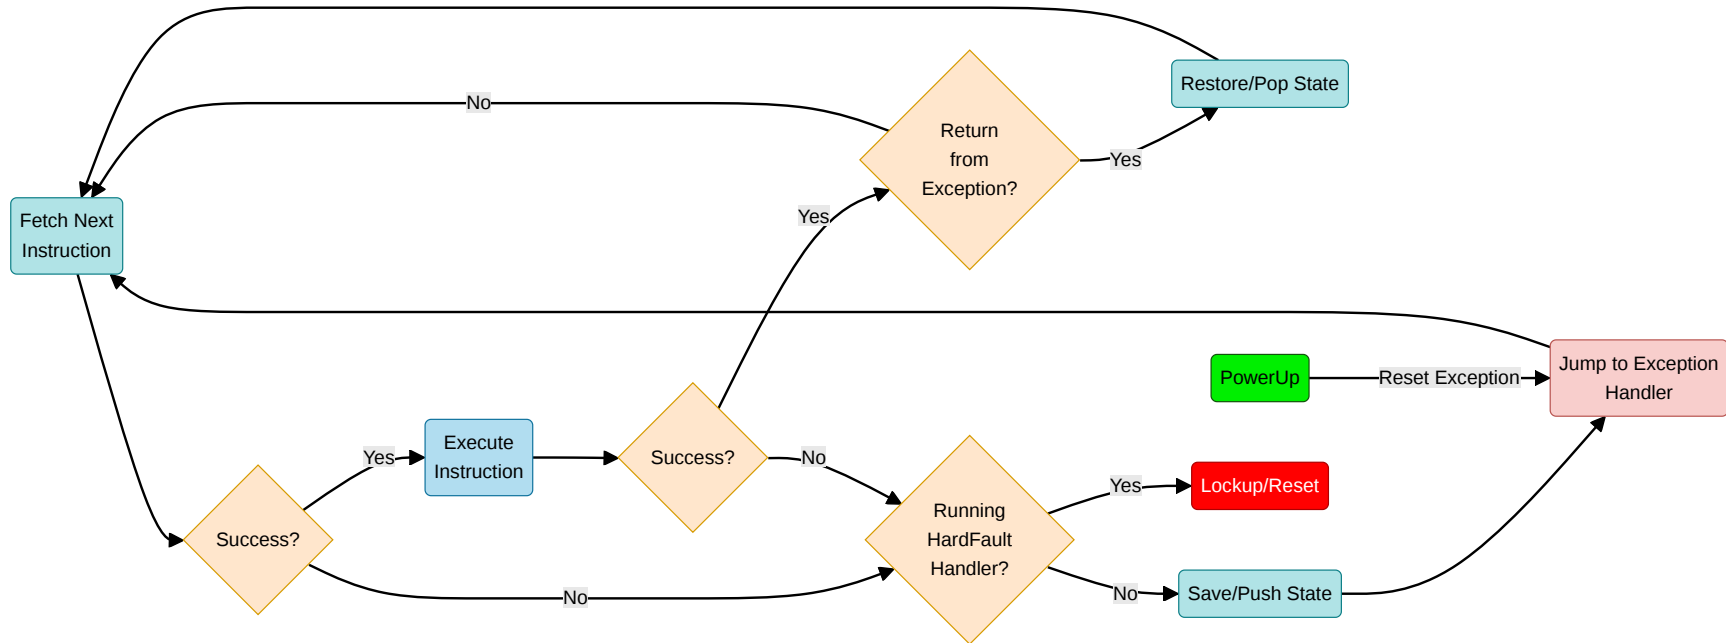 Restore/Pop State
No
Return
from
Exception?
Yes
Yes
Fetch Next
Instruction
PowerUp
Reset Exception
Jump to Exception
Handler
Yes
Execute
Instruction
Success?
No
Yes
Lockup/Reset
Success?
Running
HardFault
Handler?
No
No
Save/Push State